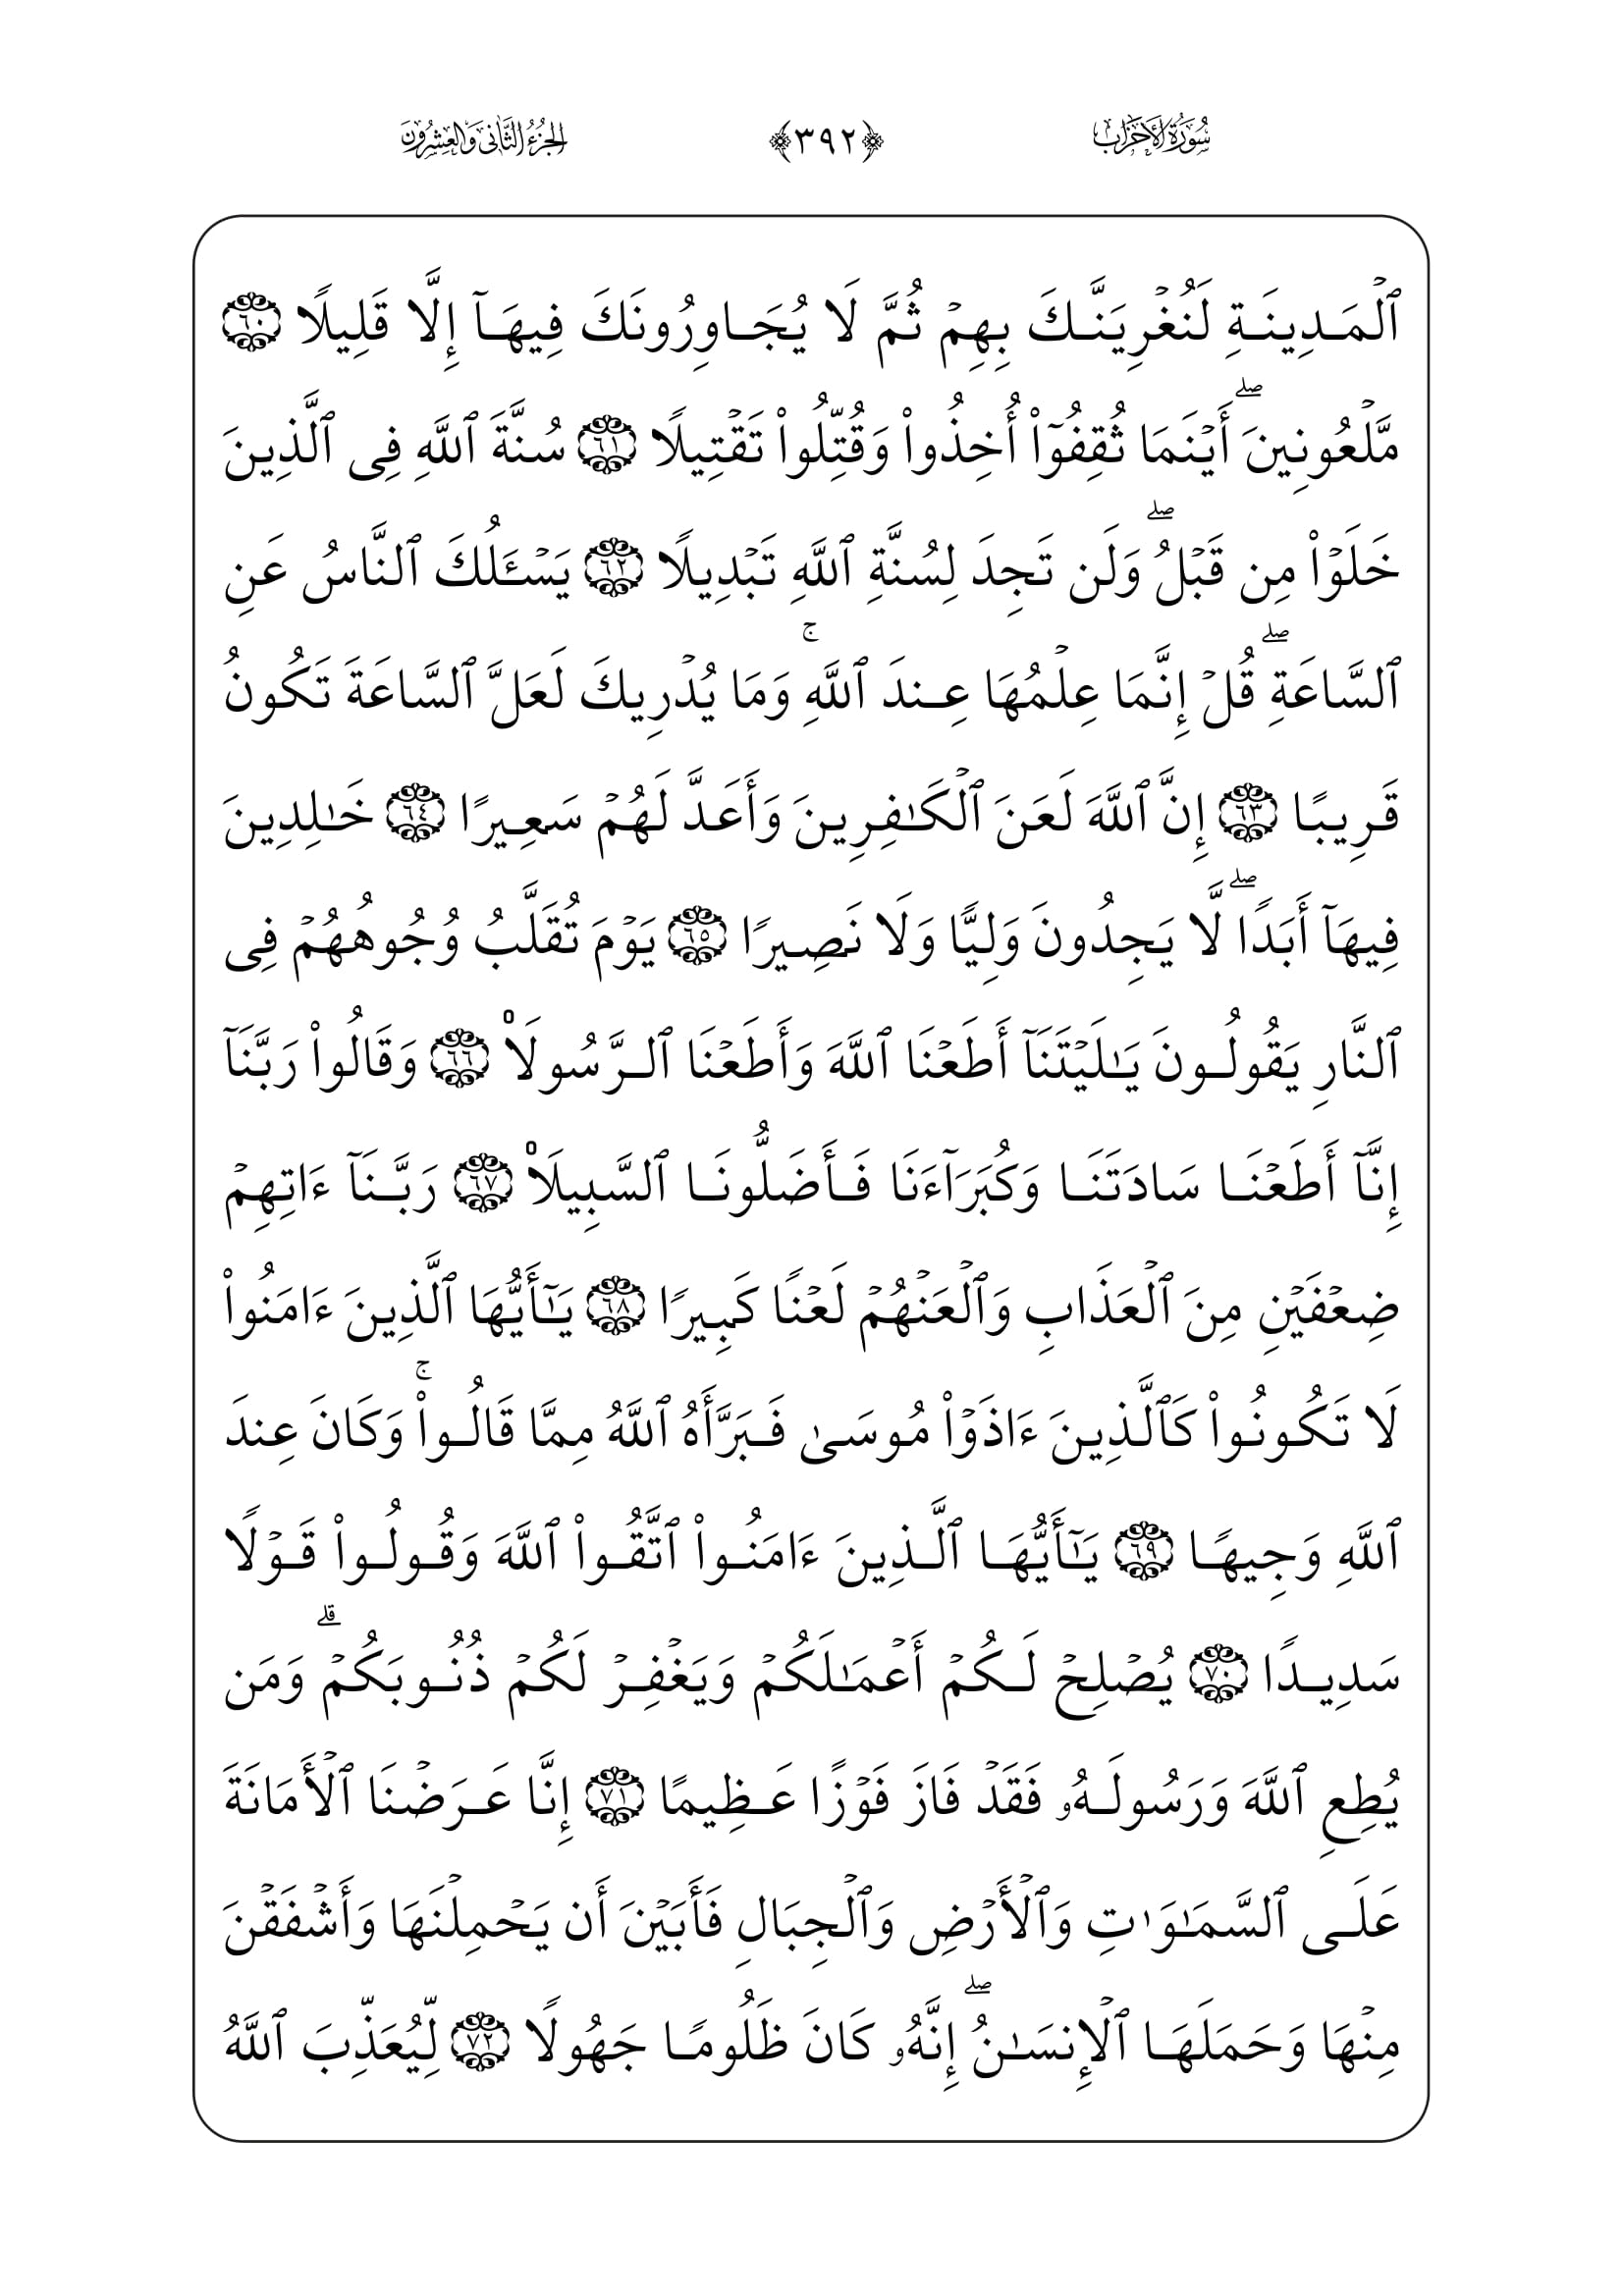 سُورَةُ الأَحۡزَاب ﴿٣٩٢﴾ الجُزۡءُ الثَّانِي وَالعِشۡرُونَ
ٱلۡمَدِينَةِ لَنُغۡرِيَنَّكَ بِهِمۡ ثُمَّ لَا يُجَاوِرُونَكَ فِيهَآ إِلَّا قَلِيلًا ٦٠
مَّلۡعُونِينَۖ أَيۡنَمَا ثُقِفُوٓاْ أُخِذُواْ وَقُتِّلُواْ تَقۡتِيلًا ٦١ سُنَّةَ ٱللَّهِ فِى ٱلَّذِينَ
خَلَوۡاْ مِن قَبۡلُۖ وَلَن تَجِدَ لِسُنَّةِ ٱللَّهِ تَبۡدِيلًا ٦٢ يَسۡـَٔلُكَ ٱلنَّاسُ عَنِ
ٱلسَّاعَةِۖ قُلۡ إِنَّمَا عِلۡمُهَا عِندَ ٱللَّهِۚ وَمَا يُدۡرِيكَ لَعَلَّ ٱلسَّاعَةَ تَكُونُ
قَرِيبًا ٦٣ إِنَّ ٱللَّهَ لَعَنَ ٱلۡكَٰفِرِينَ وَأَعَدَّ لَهُمۡ سَعِيرًا ٦٤ خَٰلِدِينَ
فِيهَآ أَبَدًاۖ لَّا يَجِدُونَ وَلِيًّا وَلَا نَصِيرًا ٦٥ يَوۡمَ تُقَلَّبُ وُجُوهُهُمۡ فِى
ٱلنَّارِ يَقُولُونَ يَٰلَيۡتَنَآ أَطَعۡنَا ٱللَّهَ وَأَطَعۡنَا ٱلرَّسُولَا۠ ٦٦ وَقَالُواْ رَبَّنَآ
إِنَّآ أَطَعۡنَا سَادَتَنَا وَكُبَرَآءَنَا فَأَضَلُّونَا ٱلسَّبِيلَا۠ ٦٧ رَبَّنَآ ءَاتِهِمۡ
ضِعۡفَيۡنِ مِنَ ٱلۡعَذَابِ وَٱلۡعَنۡهُمۡ لَعۡنًا كَبِيرًا ٦٨ يَٰٓأَيُّهَا ٱلَّذِينَ ءَامَنُواْ
لَا تَكُونُواْ كَٱلَّذِينَ ءَاذَوۡاْ مُوسَىٰ فَبَرَّأَهُ ٱللَّهُ مِمَّا قَالُواْۚ وَكَانَ عِندَ
ٱللَّهِ وَجِيهًا ٦٩ يَٰٓأَيُّهَا ٱلَّذِينَ ءَامَنُواْ ٱتَّقُواْ ٱللَّهَ وَقُولُواْ قَوۡلًا
سَدِيدًا ٧٠ يُصۡلِحۡ لَكُمۡ أَعۡمَٰلَكُمۡ وَيَغۡفِرۡ لَكُمۡ ذُنُوبَكُمۡۗ وَمَن
يُطِعِ ٱللَّهَ وَرَسُولَهُۥ فَقَدۡ فَازَ فَوۡزًا عَظِيمًا ٧١ إِنَّا عَرَضۡنَا ٱلۡأَمَانَةَ
عَلَى ٱلسَّمَٰوَٰتِ وَٱلۡأَرۡضِ وَٱلۡجِبَالِ فَأَبَيۡنَ أَن يَحۡمِلۡنَهَا وَأَشۡفَقۡنَ
مِنۡهَا وَحَمَلَهَا ٱلۡإِنسَٰنُۖ إِنَّهُۥ كَانَ ظَلُومًا جَهُولًا ٧٢ لِّيُعَذِّبَ ٱللَّهُ